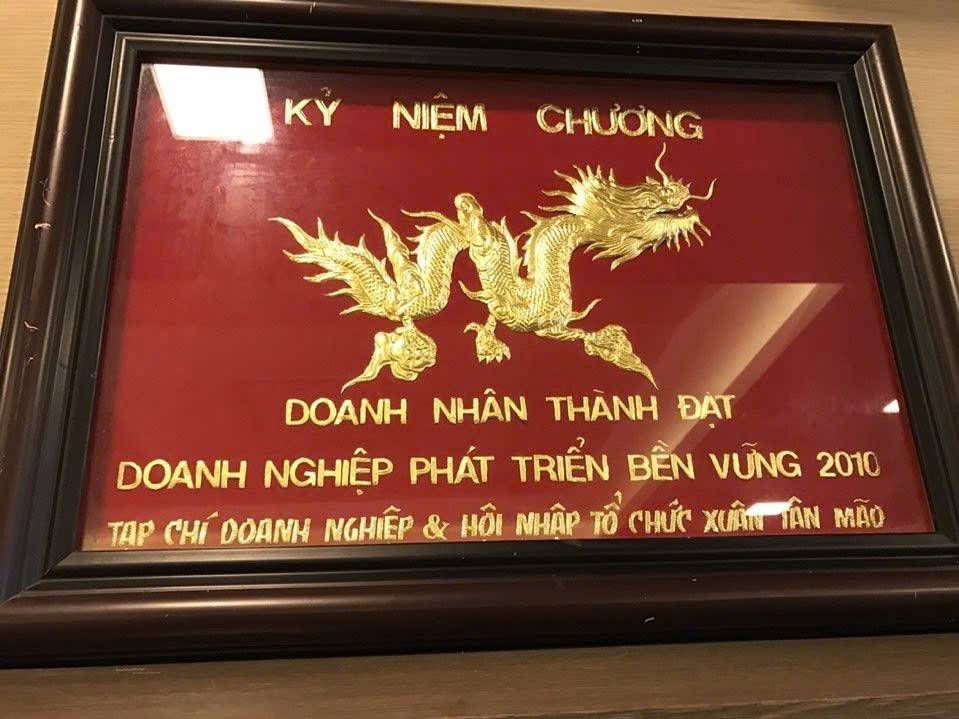 KỶ NIỆM CHƯƠNG
DOANH NHÂN THÀNH ĐẠT
DOANH NGHIỆP PHÁT TRIỂN BỀN VỮNG 2010
TẠP CHÍ DOANH NGHIỆP & HỘI NHẬP TỔ CHỨC XUÂN TÂN MÃO